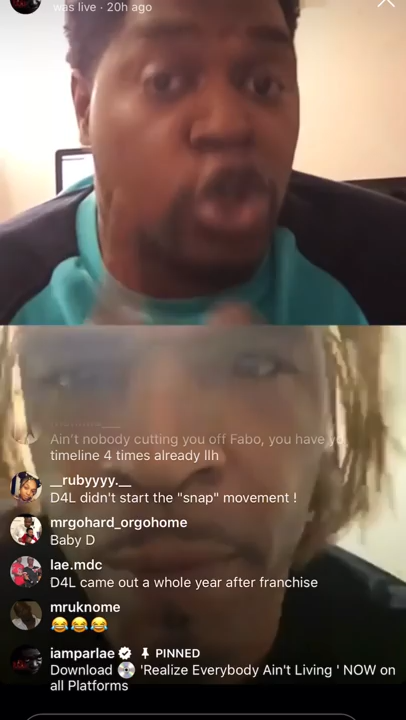 was live · 20h ago
Ain't nobody cutting you off Fabo, you have yo
timeline 4 times already llh
__rubyyyy.__
D4L didn't start the "snap" movement !
mrgohard_orgohome
Baby D
lae.mdc
D4L came out a whole year after franchise
mruknome
😂😂😂
iamparlae PINNED
Download 💿 'Realize Everybody Ain't Living ' NOW on
all Platforms